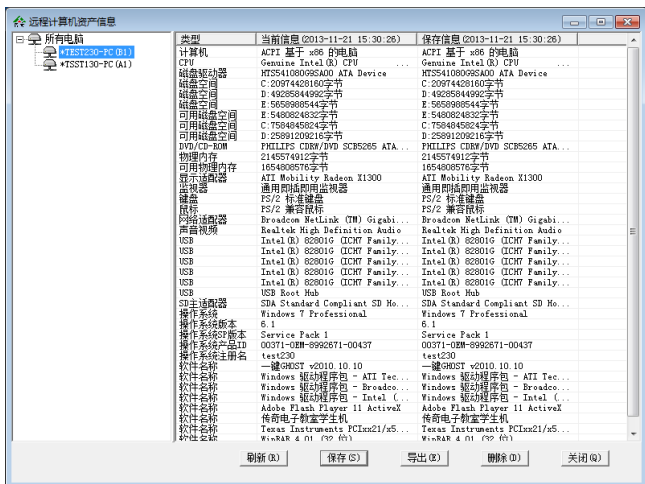 远程计算机资产信息
所有电脑
*TEST230-PC(B1)
*TSST130-PC(A1)
类型 当前信息(2013-11-21 15:30:26) 保存信息(2013-11-21 15:30:26)
计算机 ACPI 基于 x86 的电脑 ACPI 基于 x86 的电脑
CPU Genuine Intel(R) CPU ... Genuine Intel(R) CPU ...
磁盘驱动器 HTS541080G9SA00 ATA Device HTS541080G9SA00 ATA Device
磁盘空间 C:20974428160字节 C:20974428160字节
磁盘空间 D:49285844992字节 D:49285844992字节
磁盘空间 E:5658988544字节 E:5658988544字节
可用磁盘空间 E:5480824832字节 E:5480824832字节
可用磁盘空间 C:7584845824字节 C:7584845824字节
可用磁盘空间 D:25891209216字节 D:25891209216字节
DVD/CD-ROM PHILIPS CDRW/DVD SCB5265 ATA... PHILIPS CDRW/DVD SCB5265 ATA...
物理内存 2145574912字节 2145574912字节
可用物理内存 1654808576字节 1654808576字节
显示适配器 ATI Mobility Radeon X1300 ATI Mobility Radeon X1300
监视器 通用即插即用监视器 通用即插即用监视器
键盘 PS/2 标准键盘 PS/2 标准键盘
鼠标 PS/2 兼容鼠标 PS/2 兼容鼠标
网络适配器 Broadcom NetLink (TM) Gigabi... Broadcom NetLink (TM) Gigabi...
声音视频 Realtek High Definition Audio Realtek High Definition Audio
USB Intel(R) 82801G (ICH7 Family... Intel(R) 82801G (ICH7 Family...
USB Intel(R) 82801G (ICH7 Family... Intel(R) 82801G (ICH7 Family...
USB Intel(R) 82801G (ICH7 Family... Intel(R) 82801G (ICH7 Family...
USB Intel(R) 82801G (ICH7 Family... Intel(R) 82801G (ICH7 Family...
USB Intel(R) 82801G (ICH7 Family... Intel(R) 82801G (ICH7 Family...
USB USB Root Hub USB Root Hub
SD主适配器 SDA Standard Compliant SD Ho... SDA Standard Compliant SD Ho...
操作系统 Windows 7 Professional Windows 7 Professional
操作系统版本 6.1 6.1
操作系统SP版本 Service Pack 1 Service Pack 1
操作系统产品ID 00371-OEM-8992671-00437 00371-OEM-8992671-00437
操作系统注册名 test230 test230
软件名称 一键GHOST v2010.10.10 一键GHOST v2010.10.10
软件名称 Windows 驱动程序包 - ATI Tec... Windows 驱动程序包 - ATI Tec...
软件名称 Windows 驱动程序包 - Broadco... Windows 驱动程序包 - Broadco...
软件名称 Windows 驱动程序包 - Intel (... Windows 驱动程序包 - Intel (...
软件名称 Adobe Flash Player 11 ActiveX Adobe Flash Player 11 ActiveX
软件名称 传奇电子教室学生机 传奇电子教室学生机
软件名称 Texas Instruments PCIxx21/x5... Texas Instruments PCIxx21/x5...
软件名称 WinRAR 4.01 (32 位) WinRAR 4.01 (32 位)
刷新(R) 保存(S) 导出(E) 删除(D) 关闭(Q)